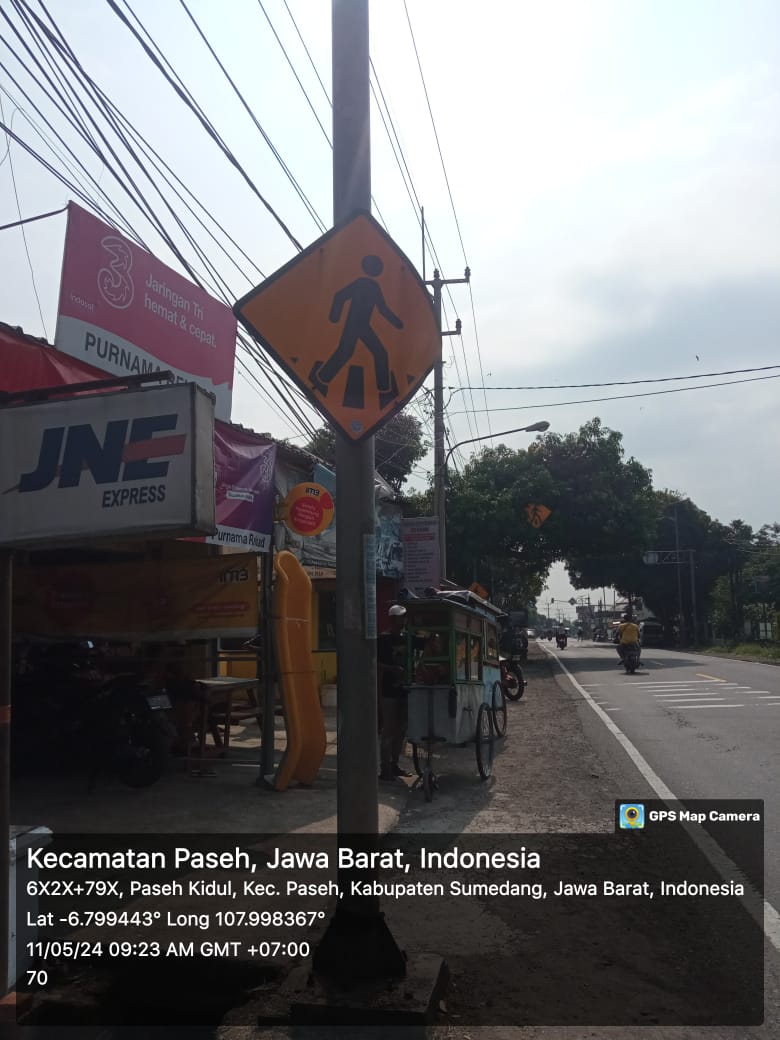 3
indosat
Jaringan Tri
hemat & cepat.
PURNAMA
JNE
EXPRESS
Purnama
IM3
IM3
GPS Map Camera
Kecamatan Paseh, Jawa Barat, Indonesia
6X2X+79X, Paseh Kidul, Kec. Paseh, Kabupaten Sumedang, Jawa Barat, Indonesia
Lat -6.799443° Long 107.998367°
11/05/24 09:23 AM GMT +07:00
70